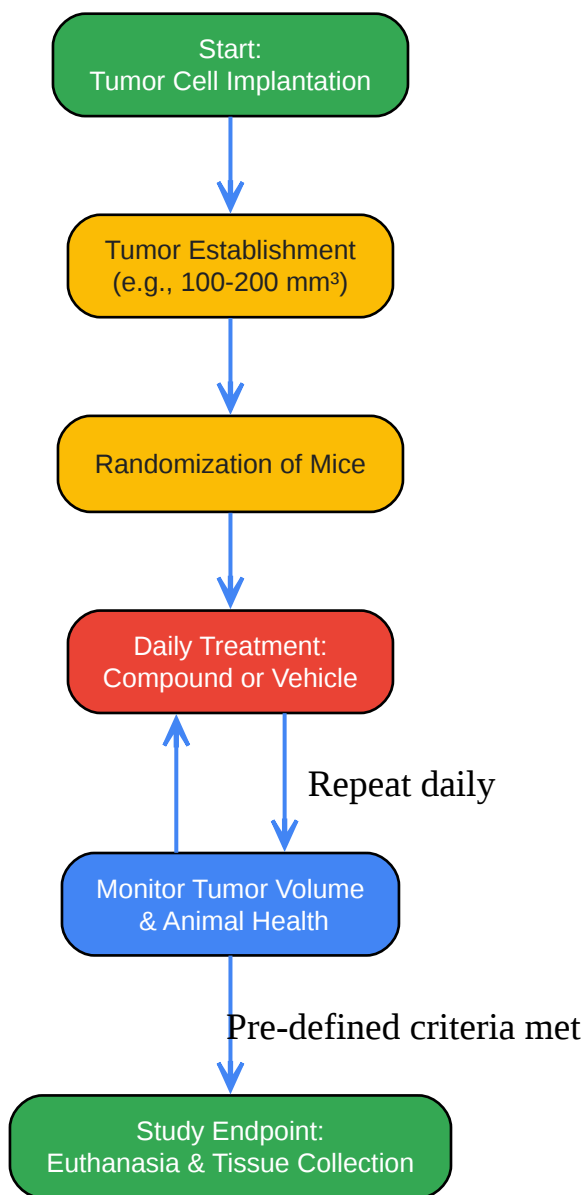 Start:
Tumor Cell Implantation
Tumor Establishment
(e.g., 100-200 mm³)
Randomization of Mice
Daily Treatment:
Compound or Vehicle
Repeat daily
Monitor Tumor Volume
& Animal Health
Pre-defined criteria met
Study Endpoint:
Euthanasia & Tissue Collection